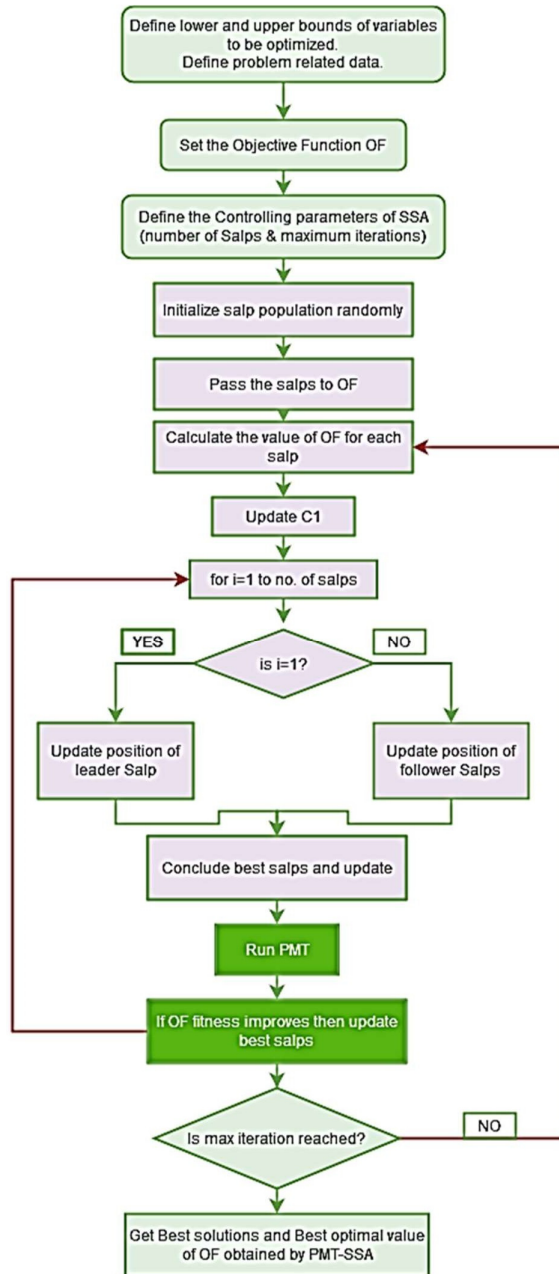 Define lower and upper bounds of variables
to be optimized.
Define problem related data.
Set the Objective Function OF
Define the Controlling parameters of SSA
(number of Salps & maximum iterations)
Initialize salp population randomly
Pass the salps to OF
Calculate the value of OF for each
salp
Update C1
for i=1 to no. of salps
YES
is i=1?
NO
Update position of
leader Salp
Update position of
follower Salps
Conclude best salps and update
Run PMT
If OF fitness improves then update
best salps
Is max iteration reached?
NO
Get Best solutions and Best optimal value
of OF obtained by PMT-SSA